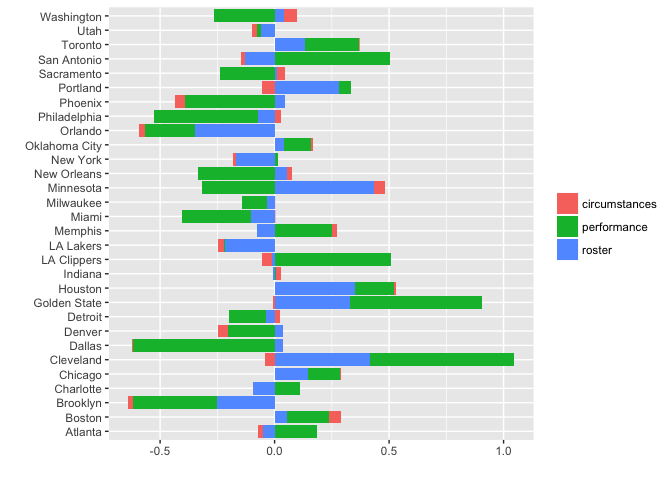 Washington
Utah
Toronto
San Antonio
Sacramento
Portland
Phoenix
Philadelphia
Orlando
Oklahoma City
New York
New Orleans
Minnesota
Milwaukee
Miami
Memphis
LA Lakers
LA Clippers
Indiana
Houston
Golden State
Detroit
Denver
Dallas
Cleveland
Chicago
Charlotte
Brooklyn
Boston
Atlanta
-0.5 0.0 0.5 1.0
circumstances
performance
roster